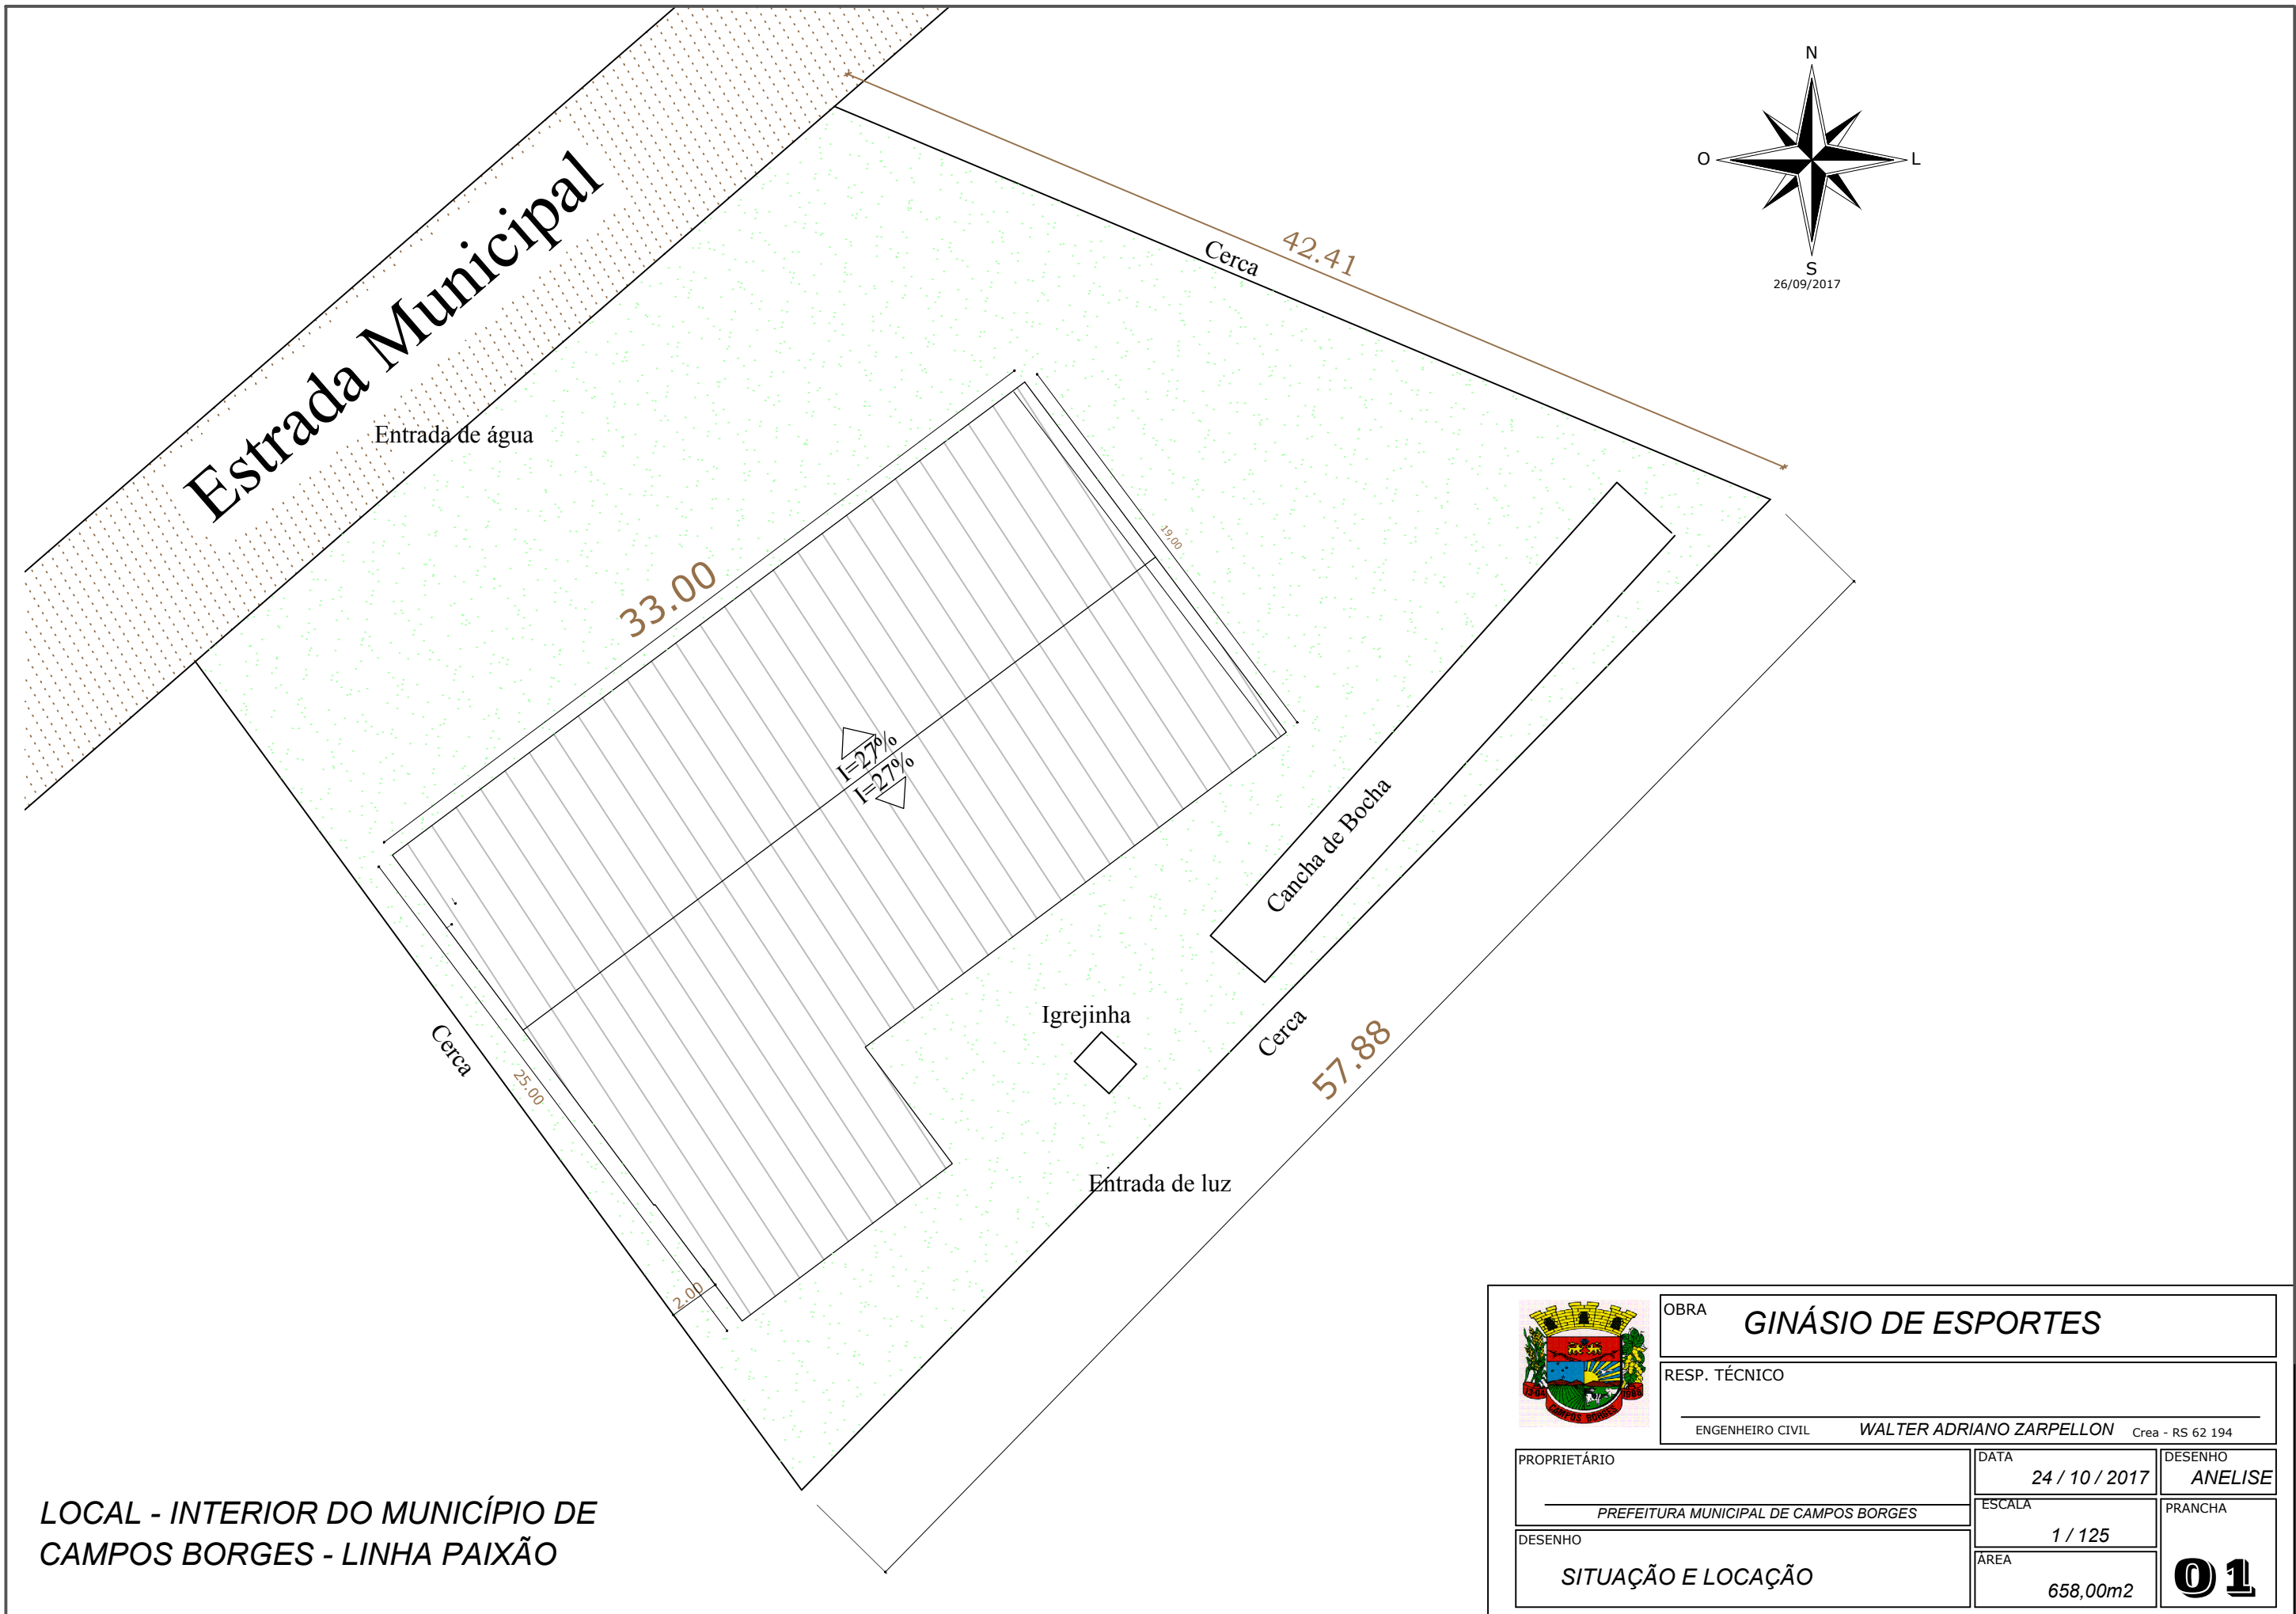 N
O
L
S
26/09/2017
42.41
Cerca
Estrada Municipal
Entrada de água
19,00
33.00
I=27%
I=27%
Cancha de Bocha
Igrejinha
Cerca
Cerca
57.88
25.00
Entrada de luz
2.00
LOCAL - INTERIOR DO MUNICÍPIO DE
CAMPOS BORGES - LINHA PAIXÃO
CAMPOS BORGES
OBRA
GINÁSIO DE ESPORTES
RESP. TÉCNICO
ENGENHEIRO CIVIL WALTER ADRIANO ZARPELLON Crea - RS 62 194
PROPRIETÁRIO
PREFEITURA MUNICIPAL DE CAMPOS BORGES
DATA
24 / 10 / 2017
DESENHO
ANELISE
ESCALA
1 / 125
PRANCHA
01
DESENHO
SITUAÇÃO E LOCAÇÃO
ÁREA
658,00m2